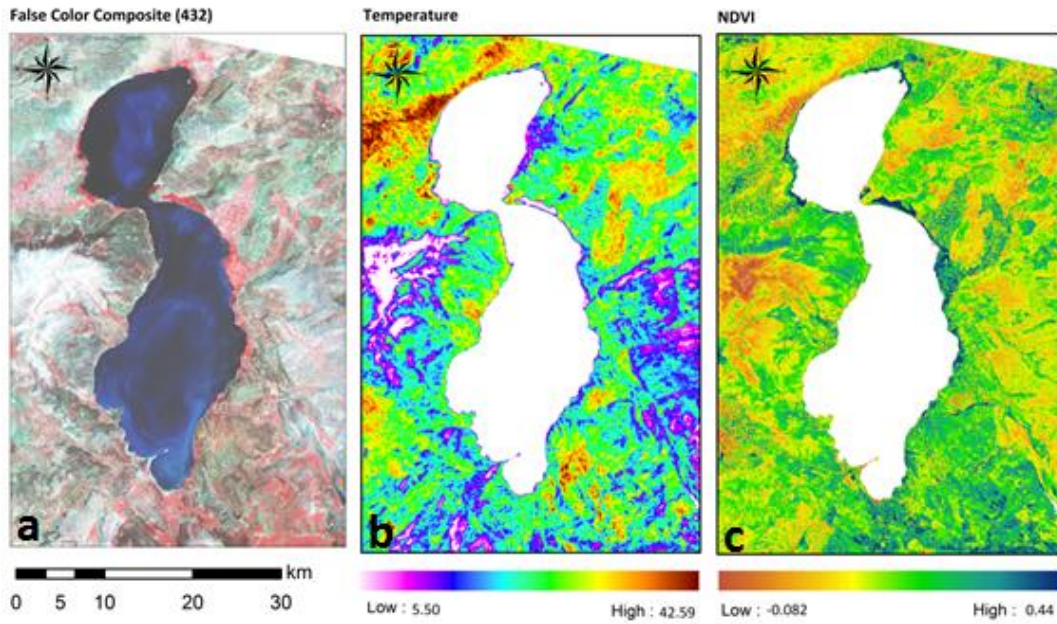 False Color Composite (432)
Temperature
NDVI
a
b
c
km
0 5 10 20 30
Low : 5.50 High : 42.59
Low : -0.082 High : 0.44